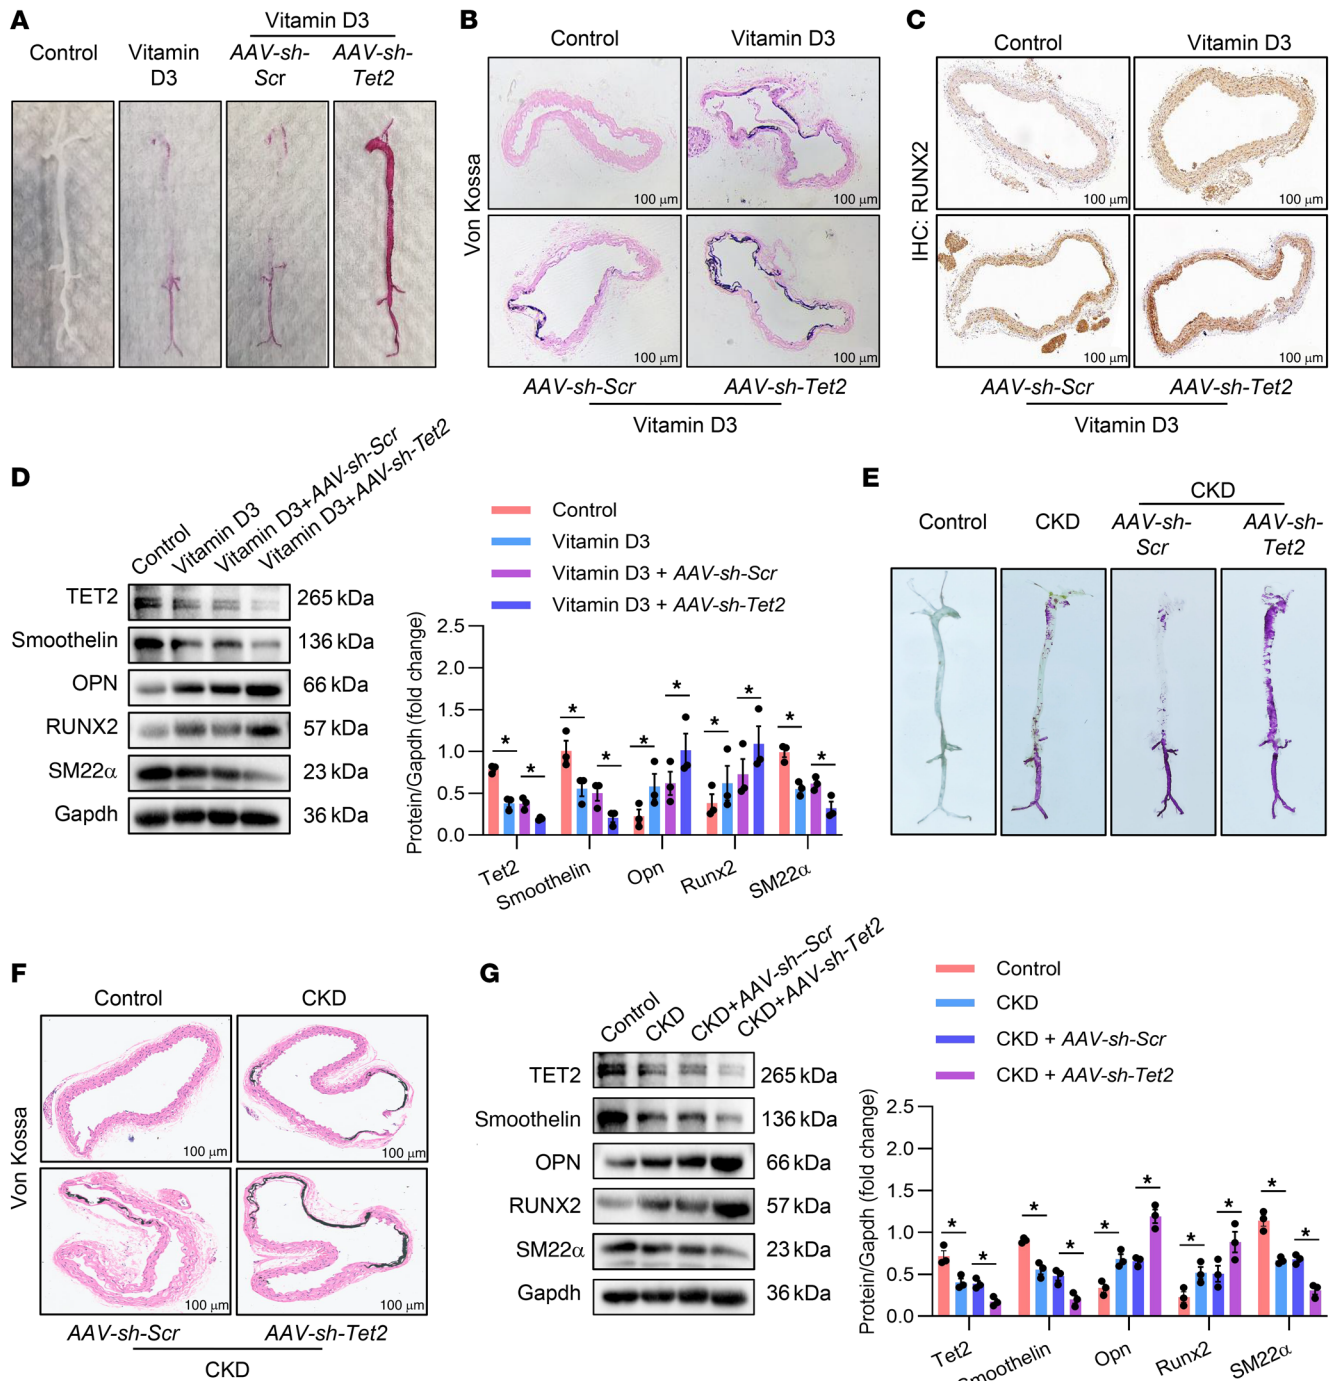 A
Vitamin D3
Control
Vitamin
D3
AAV-sh-
Scr
AAV-sh-
Tet2
B
Control
Vitamin D3
Von Kossa
100 µm
100 µm
100 µm
100 µm
AAV-sh-Scr
AAV-sh-Tet2
Vitamin D3
C
Control
Vitamin D3
IHC: RUNX2
100 µm
100 µm
100 µm
100 µm
AAV-sh-Scr
AAV-sh-Tet2
Vitamin D3
D
Control
Vitamin D3
Vitamin D3+AAV-sh-Scr
Vitamin D3+AAV-sh-Tet2
TET2 265 kDa
Smoothelin 136 kDa
OPN 66 kDa
RUNX2 57 kDa
SM22α 23 kDa
Gapdh 36 kDa
Control
Vitamin D3
Vitamin D3 + AAV-sh-Scr
Vitamin D3 + AAV-sh-Tet2
Protein/Gapdh (fold change)
2.5
2.0
1.5
1.0
0.5
0.0
* * * * * * * * * *
Tet2
Smoothelin
Opn
Runx2
SM22α
E
CKD
Control
CKD
AAV-sh-
Scr
AAV-sh-
Tet2
F
Control
CKD
Von Kossa
100 µm
100 µm
100 µm
100 µm
AAV-sh-Scr
AAV-sh-Tet2
CKD
G
Control
CKD
CKD+AAV-sh--Scr
CKD+AAV-sh-Tet2
TET2 265 kDa
Smoothelin 136 kDa
OPN 66 kDa
RUNX2 57 kDa
SM22α 23 kDa
Gapdh 36 kDa
Control
CKD
CKD + AAV-sh-Scr
CKD + AAV-sh-Tet2
Protein/Gapdh (fold change)
2.5
2.0
1.5
1.0
0.5
0.0
* * * * * * * * * *
Tet2
Smoothelin
Opn
Runx2
SM22α